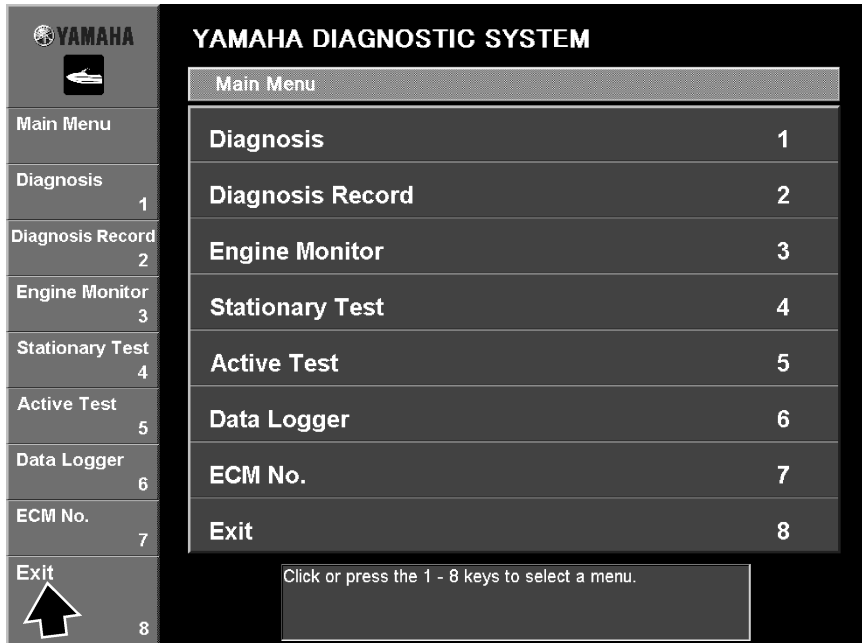 YAMAHA
Main Menu
Diagnosis
1
Diagnosis Record
2
Engine Monitor
3
Stationary Test
4
Active Test
5
Data Logger
6
ECM No.
7
Exit
8
YAMAHA DIAGNOSTIC SYSTEM
Main Menu
Diagnosis 1
Diagnosis Record 2
Engine Monitor 3
Stationary Test 4
Active Test 5
Data Logger 6
ECM No. 7
Exit 8
Click or press the 1 - 8 keys to select a menu.